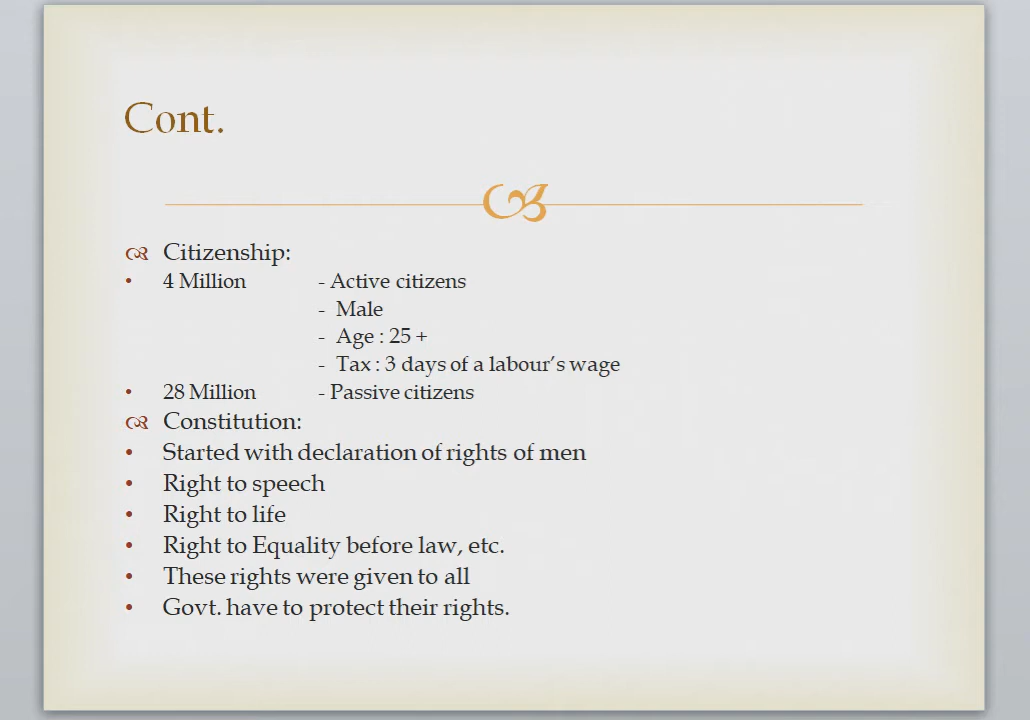 Cont.
Citizenship:
• 4 Million - Active citizens
- Male
- Age : 25 +
- Tax : 3 days of a labour’s wage
• 28 Million - Passive citizens
Constitution:
• Started with declaration of rights of men
• Right to speech
• Right to life
• Right to Equality before law, etc.
• These rights were given to all
• Govt. have to protect their rights.